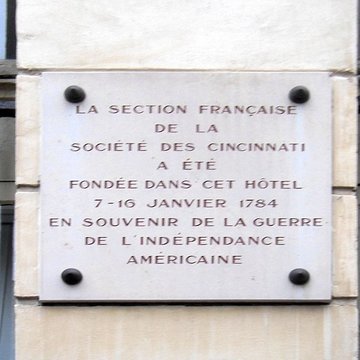 LA SECTION FRANÇAISE
DE LA
SOCIÉTÉ DES CINCINNATI
A ÉTÉ
FONDÉE DANS CET HÔTEL
7-16 JANVIER 1784
EN SOUVENIR DE LA GUERRE
DE L'INDÉPENDANCE
AMÉRICAINE